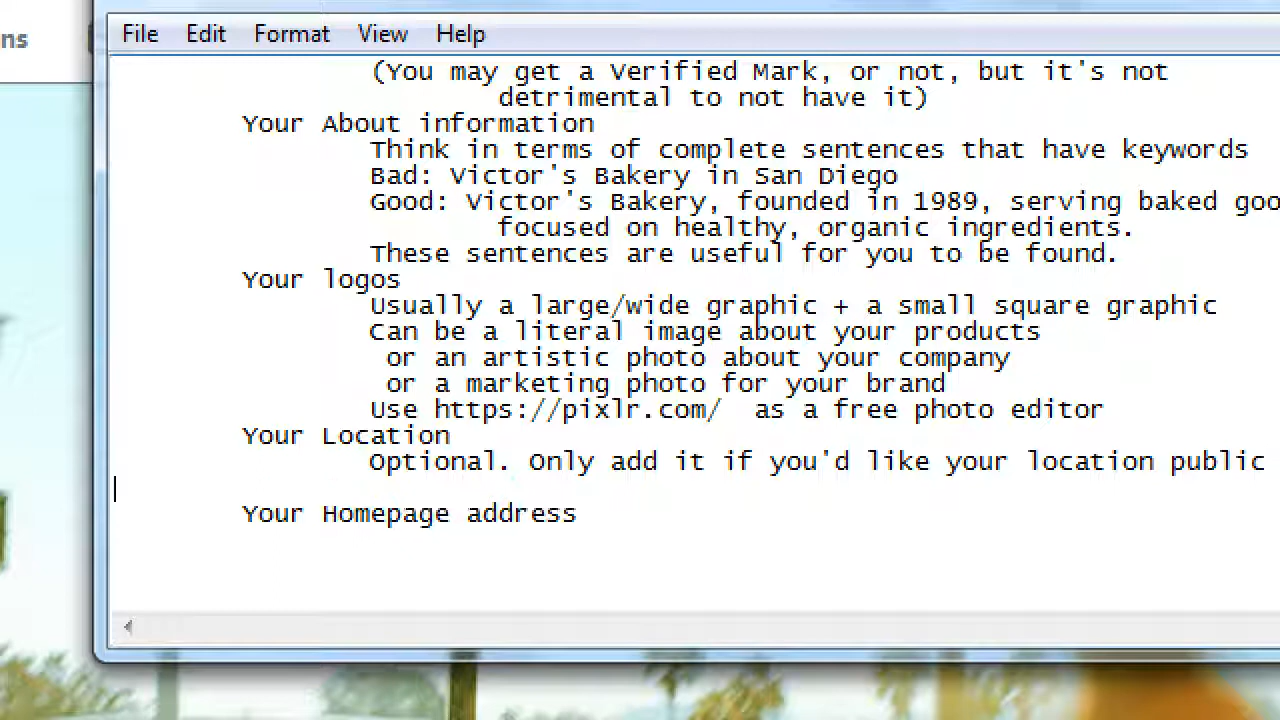 ns
File Edit Format View Help
(You may get a Verified Mark, or not, but it's not
detrimental to not have it)
Your About information
Think in terms of complete sentences that have keywords
Bad: Victor's Bakery in San Diego
Good: Victor's Bakery, founded in 1989, serving baked goo
focused on healthy, organic ingredients.
These sentences are useful for you to be found.
Your logos
Usually a large/wide graphic + a small square graphic
Can be a literal image about your products
or an artistic photo about your company
or a marketing photo for your brand
Use https://pixlr.com/ as a free photo editor
Your Location
Optional. Only add it if you'd like your location public
Your Homepage address